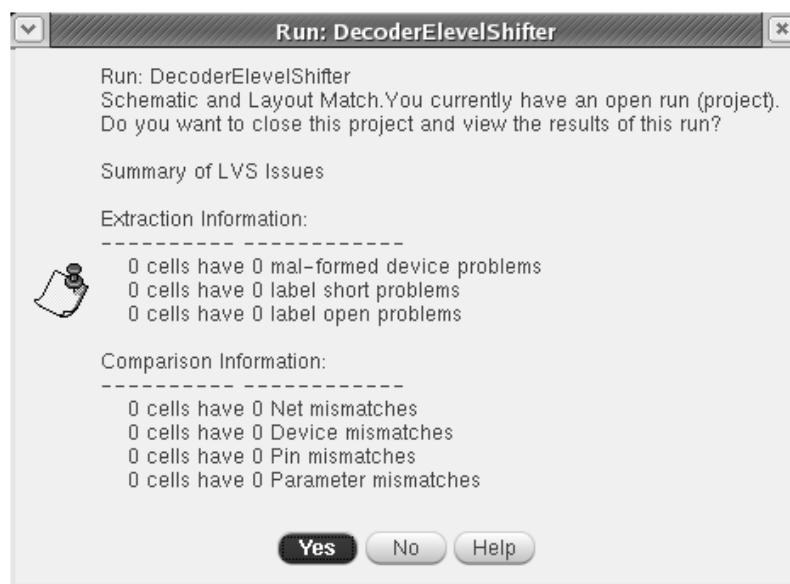 Run: DecoderElevelShifter
Run: DecoderElevelShifter
Schematic and Layout Match.You currently have an open run (project).
Do you want to close this project and view the results of this run?
Summary of LVS Issues
Extraction Information:
---------- ------------
0 cells have 0 mal-formed device problems
0 cells have 0 label short problems
0 cells have 0 label open problems
Comparison Information:
---------- ------------
0 cells have 0 Net mismatches
0 cells have 0 Device mismatches
0 cells have 0 Pin mismatches
0 cells have 0 Parameter mismatches
Yes No Help